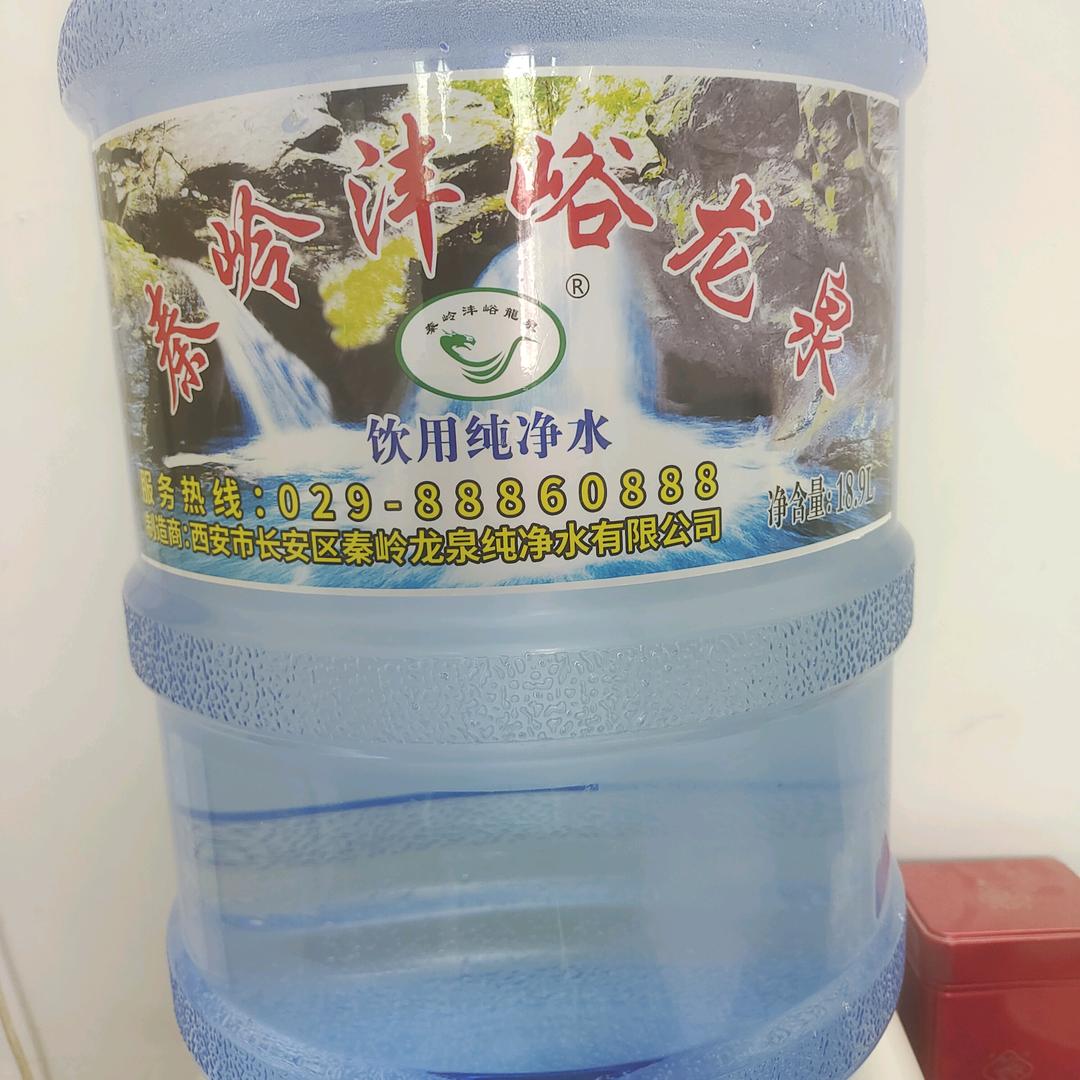 秦岭沣峪龙泉
®
秦岭沣峪龍泉
饮用纯净水
服务热线:029-88860888
净含量:18.9L
制造商:西安市长安区秦岭龙泉纯净水有限公司